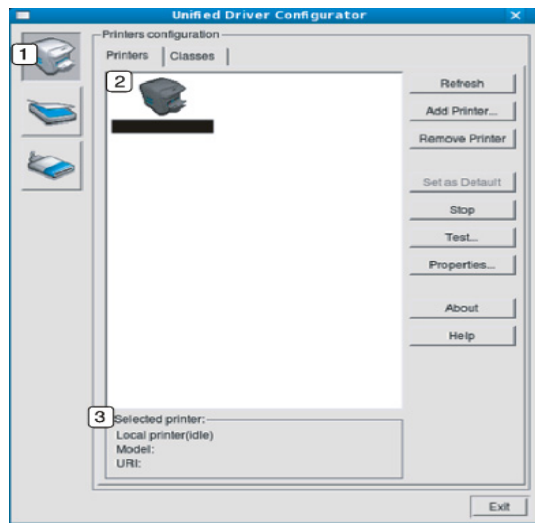 Unified Driver Configurator
Printers configuration
1
Printers Classes
2
Refresh
Add Printer...
Remove Printer
Set as Default
Stop
Test...
Properties...
About
Help
3
Selected printer:
Local printer(idle)
Model:
URI:
Exit